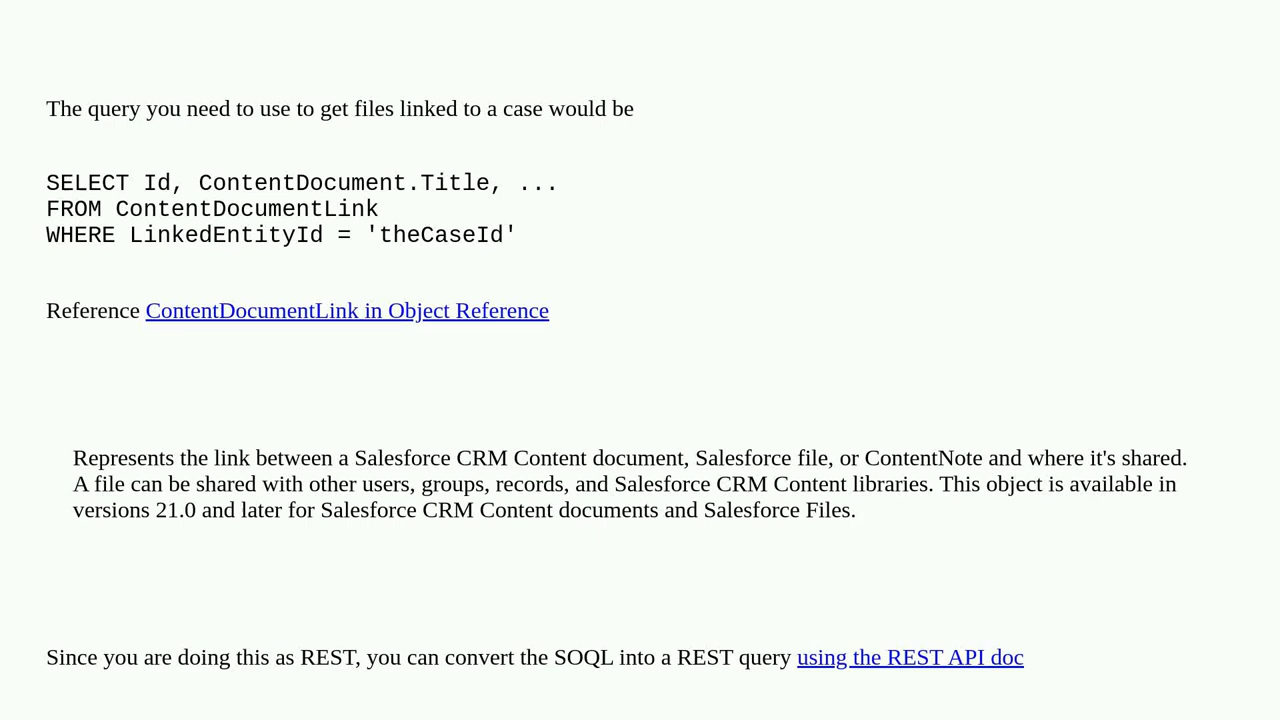 The query you need to use to get files linked to a case would be
SELECT Id, ContentDocument.Title, ...
FROM ContentDocumentLink
WHERE LinkedEntityId = 'theCaseId'
Reference ContentDocumentLink in Object Reference
Represents the link between a Salesforce CRM Content document, Salesforce file, or ContentNote and where it's shared.
A file can be shared with other users, groups, records, and Salesforce CRM Content libraries. This object is available in
versions 21.0 and later for Salesforce CRM Content documents and Salesforce Files.
Since you are doing this as REST, you can convert the SOQL into a REST query using the REST API doc